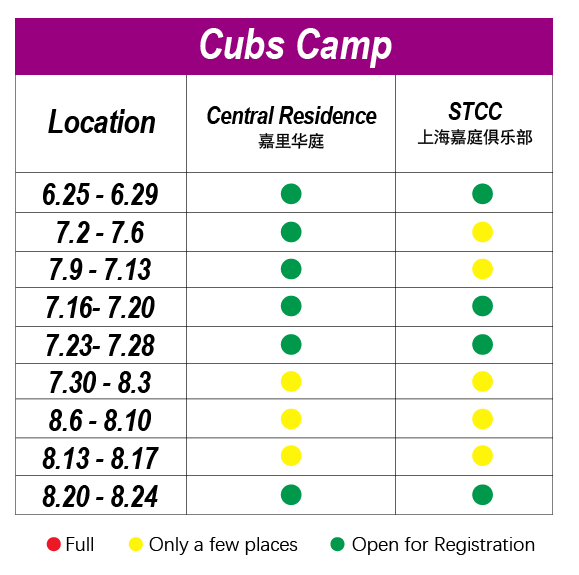 Cubs Camp
Location
Central Residence
嘉里华庭
STCC
上海嘉庭俱乐部
6.25 - 6.29
7.2 - 7.6
7.9 - 7.13
7.16- 7.20
7.23- 7.28
7.30 - 8.3
8.6 - 8.10
8.13 - 8.17
8.20 - 8.24
Full Only a few places Open for Registration